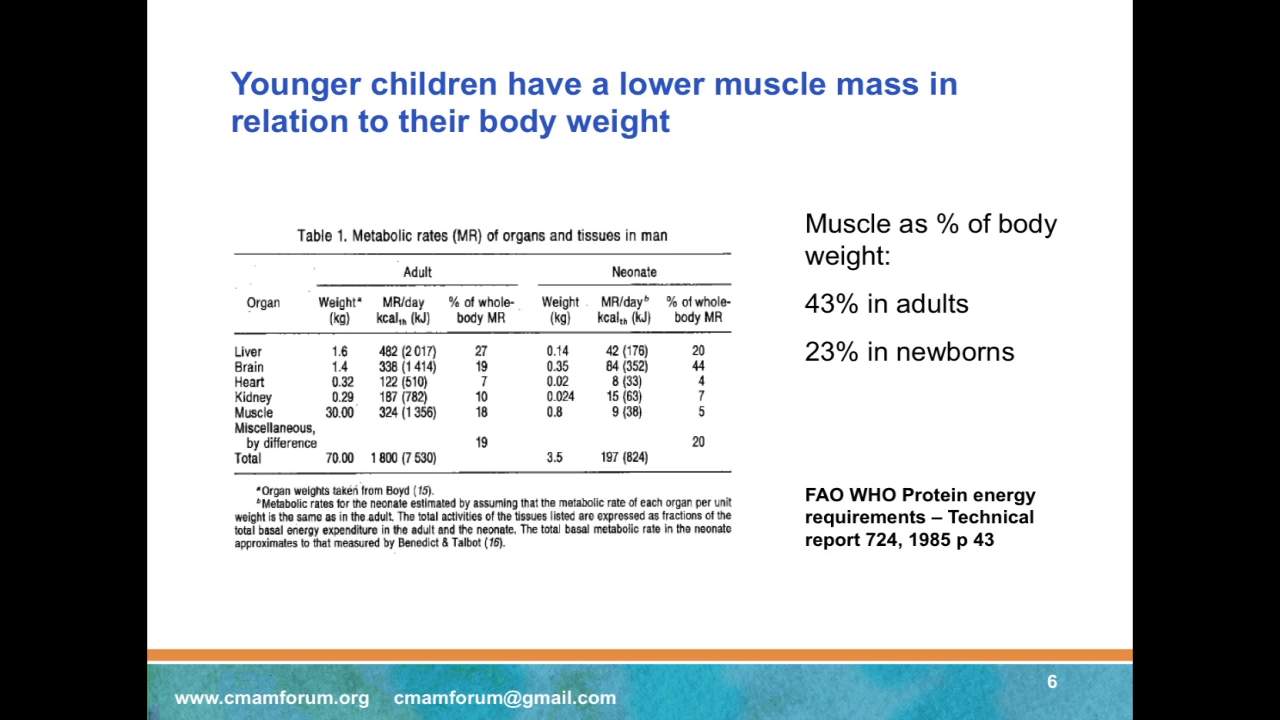 Younger children have a lower muscle mass in
relation to their body weight
Table 1. Metabolic rates (MR) of organs and tissues in man
Adult Neonate
Organ Weightᵃ (kg) MR/day kcalₜₕ (kJ) % of whole-body MR Weight (kg) MR/dayᵇ kcalₜₕ (kJ) % of whole-body MR
Liver 1.6 482 (2 017) 27 0.14 42 (176) 20
Brain 1.4 338 (1 414) 19 0.35 84 (352) 44
Heart 0.32 122 (510) 7 0.02 8 (33) 4
Kidney 0.29 187 (782) 10 0.024 15 (63) 7
Muscle 30.00 324 (1 356) 18 0.8 9 (38) 5
Miscellaneous,
by difference 19 20
Total 70.00 1 800 (7 530) 3.5 197 (824)
ᵃOrgan weights taken from Boyd (15).
ᵇMetabolic rates for the neonate estimated by assuming that the metabolic rate of each organ per unit
weight is the same as in the adult. The total activities of the tissues listed are expressed as fractions of the
total basal energy expenditure in the adult and the neonate. The total basal metabolic rate in the neonate
approximates to that measured by Benedict & Talbot (16).
Muscle as % of body
weight:
43% in adults
23% in newborns
FAO WHO Protein energy
requirements – Technical
report 724, 1985 p 43
www.cmamforum.org cmamforum@gmail.com
6